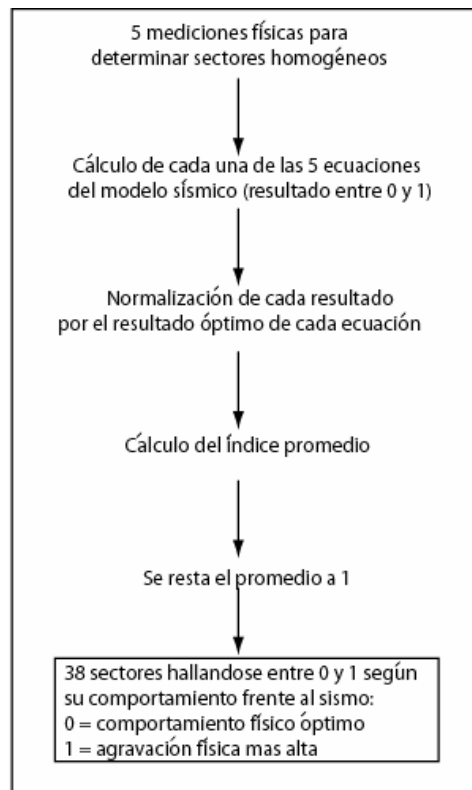 5 mediciones físicas para
determinar sectores homogéneos
Cálculo de cada una de las 5 ecuaciones
del modelo sísmico (resultado entre 0 y 1)
Normalización de cada resultado
por el resultado óptimo de cada ecuación
Cálculo del índice promedio
Se resta el promedio a 1
38 sectores hallandose entre 0 y 1 según
su comportamiento frente al sismo:
0 = comportamiento físico óptimo
1 = agravación física mas alta